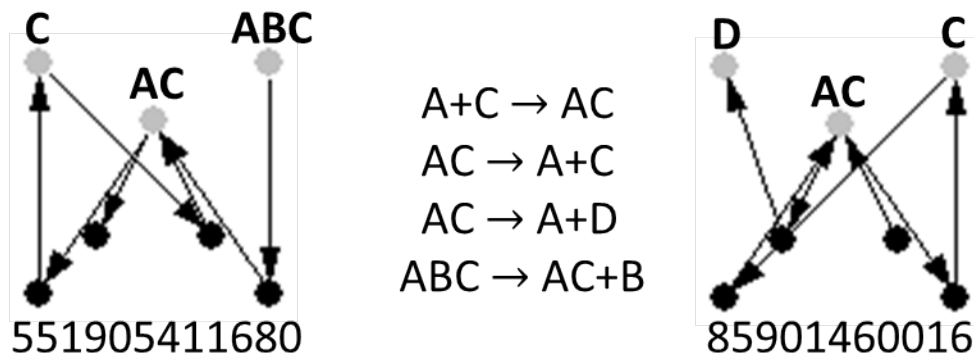 C ABC
AC
551905411680
A+C → AC
AC → A+C
AC → A+D
ABC → AC+B
D C
AC
85901460016